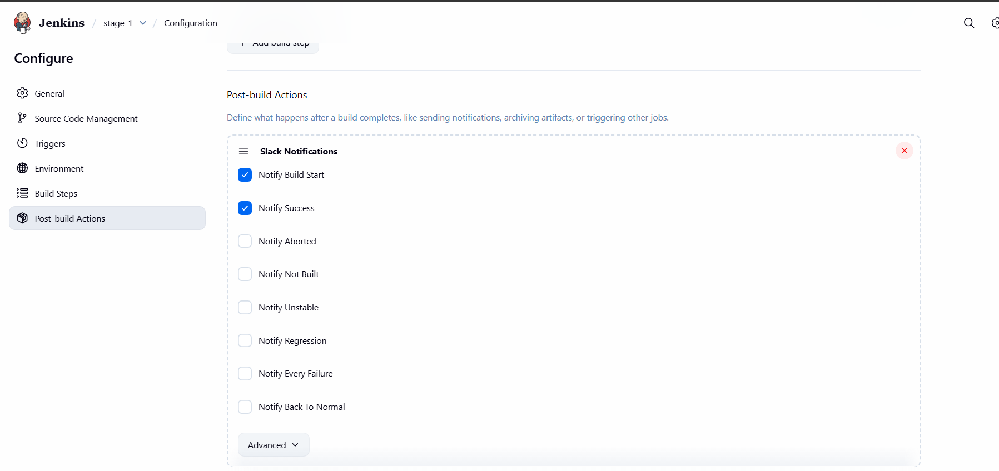 Jenkins / stage_1 / Configuration
Add build step
Configure
General
Source Code Management
Triggers
Environment
Build Steps
Post-build Actions
Post-build Actions
Define what happens after a build completes, like sending notifications, archiving artifacts, or triggering other jobs.
Slack Notifications
Notify Build Start
Notify Success
Notify Aborted
Notify Not Built
Notify Unstable
Notify Regression
Notify Every Failure
Notify Back To Normal
Advanced